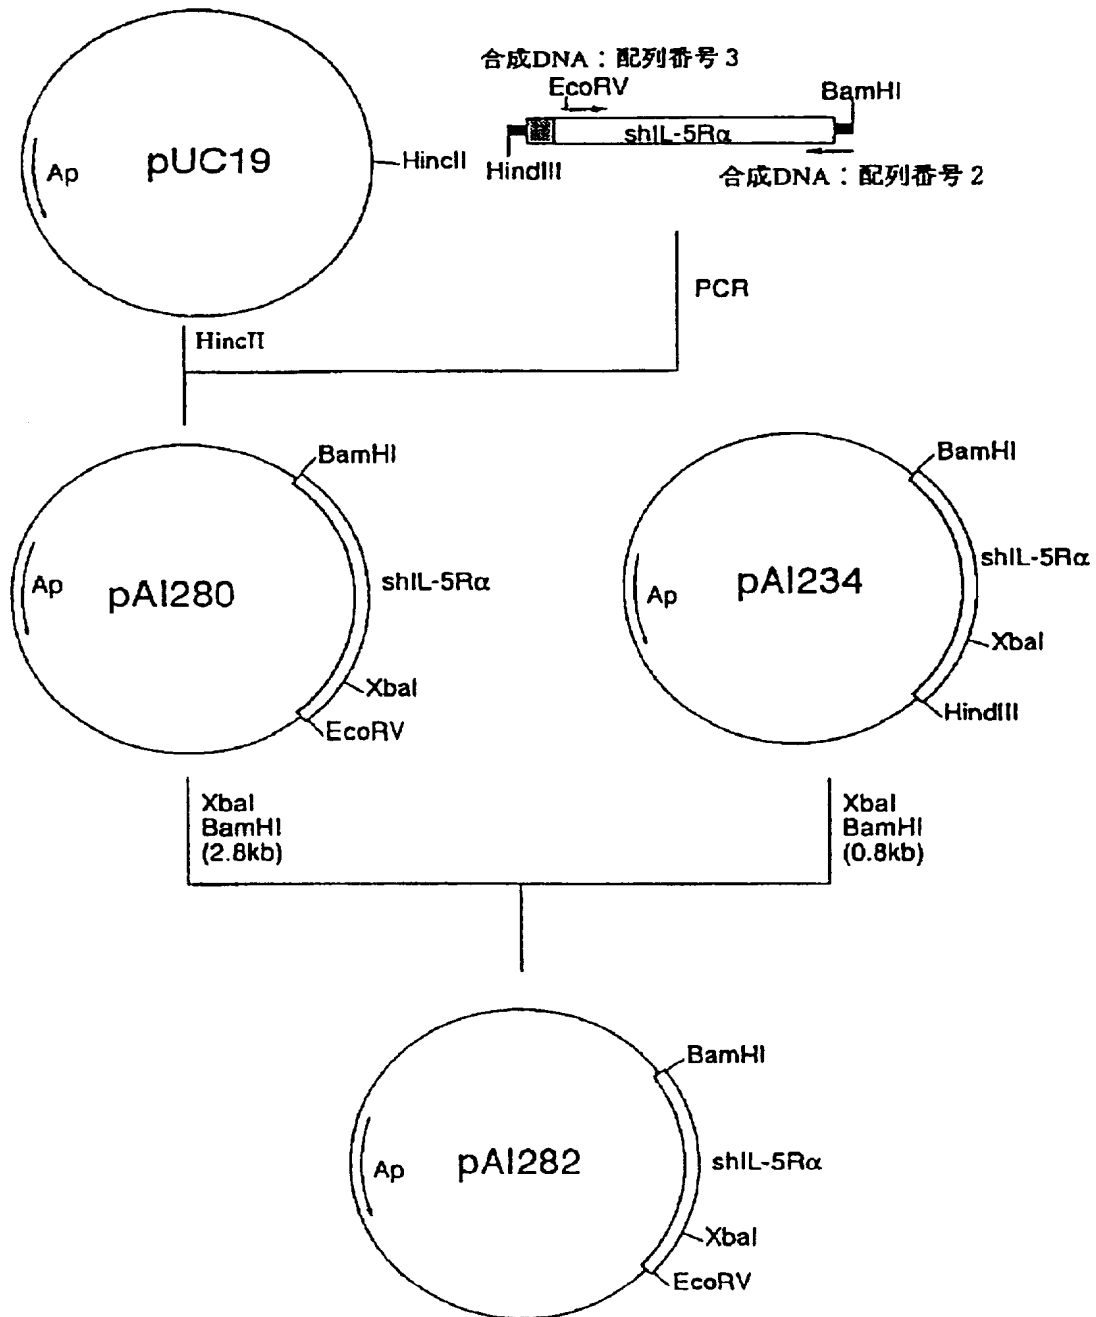 合成DNA：配列番号3
EcoRV
BamHI
Ap
pUC19
HincII
shIL-5Rα
HindIII
合成DNA：配列番号2
PCR
HincII
BamHI
Ap
pAI280
shIL-5Rα
XbaI
EcoRV
BamHI
Ap
pAI234
shIL-5Rα
XbaI
HindIII
XbaI
BamHI
(2.8kb)
XbaI
BamHI
(0.8kb)
BamHI
Ap
pAI282
shIL-5Rα
XbaI
EcoRV